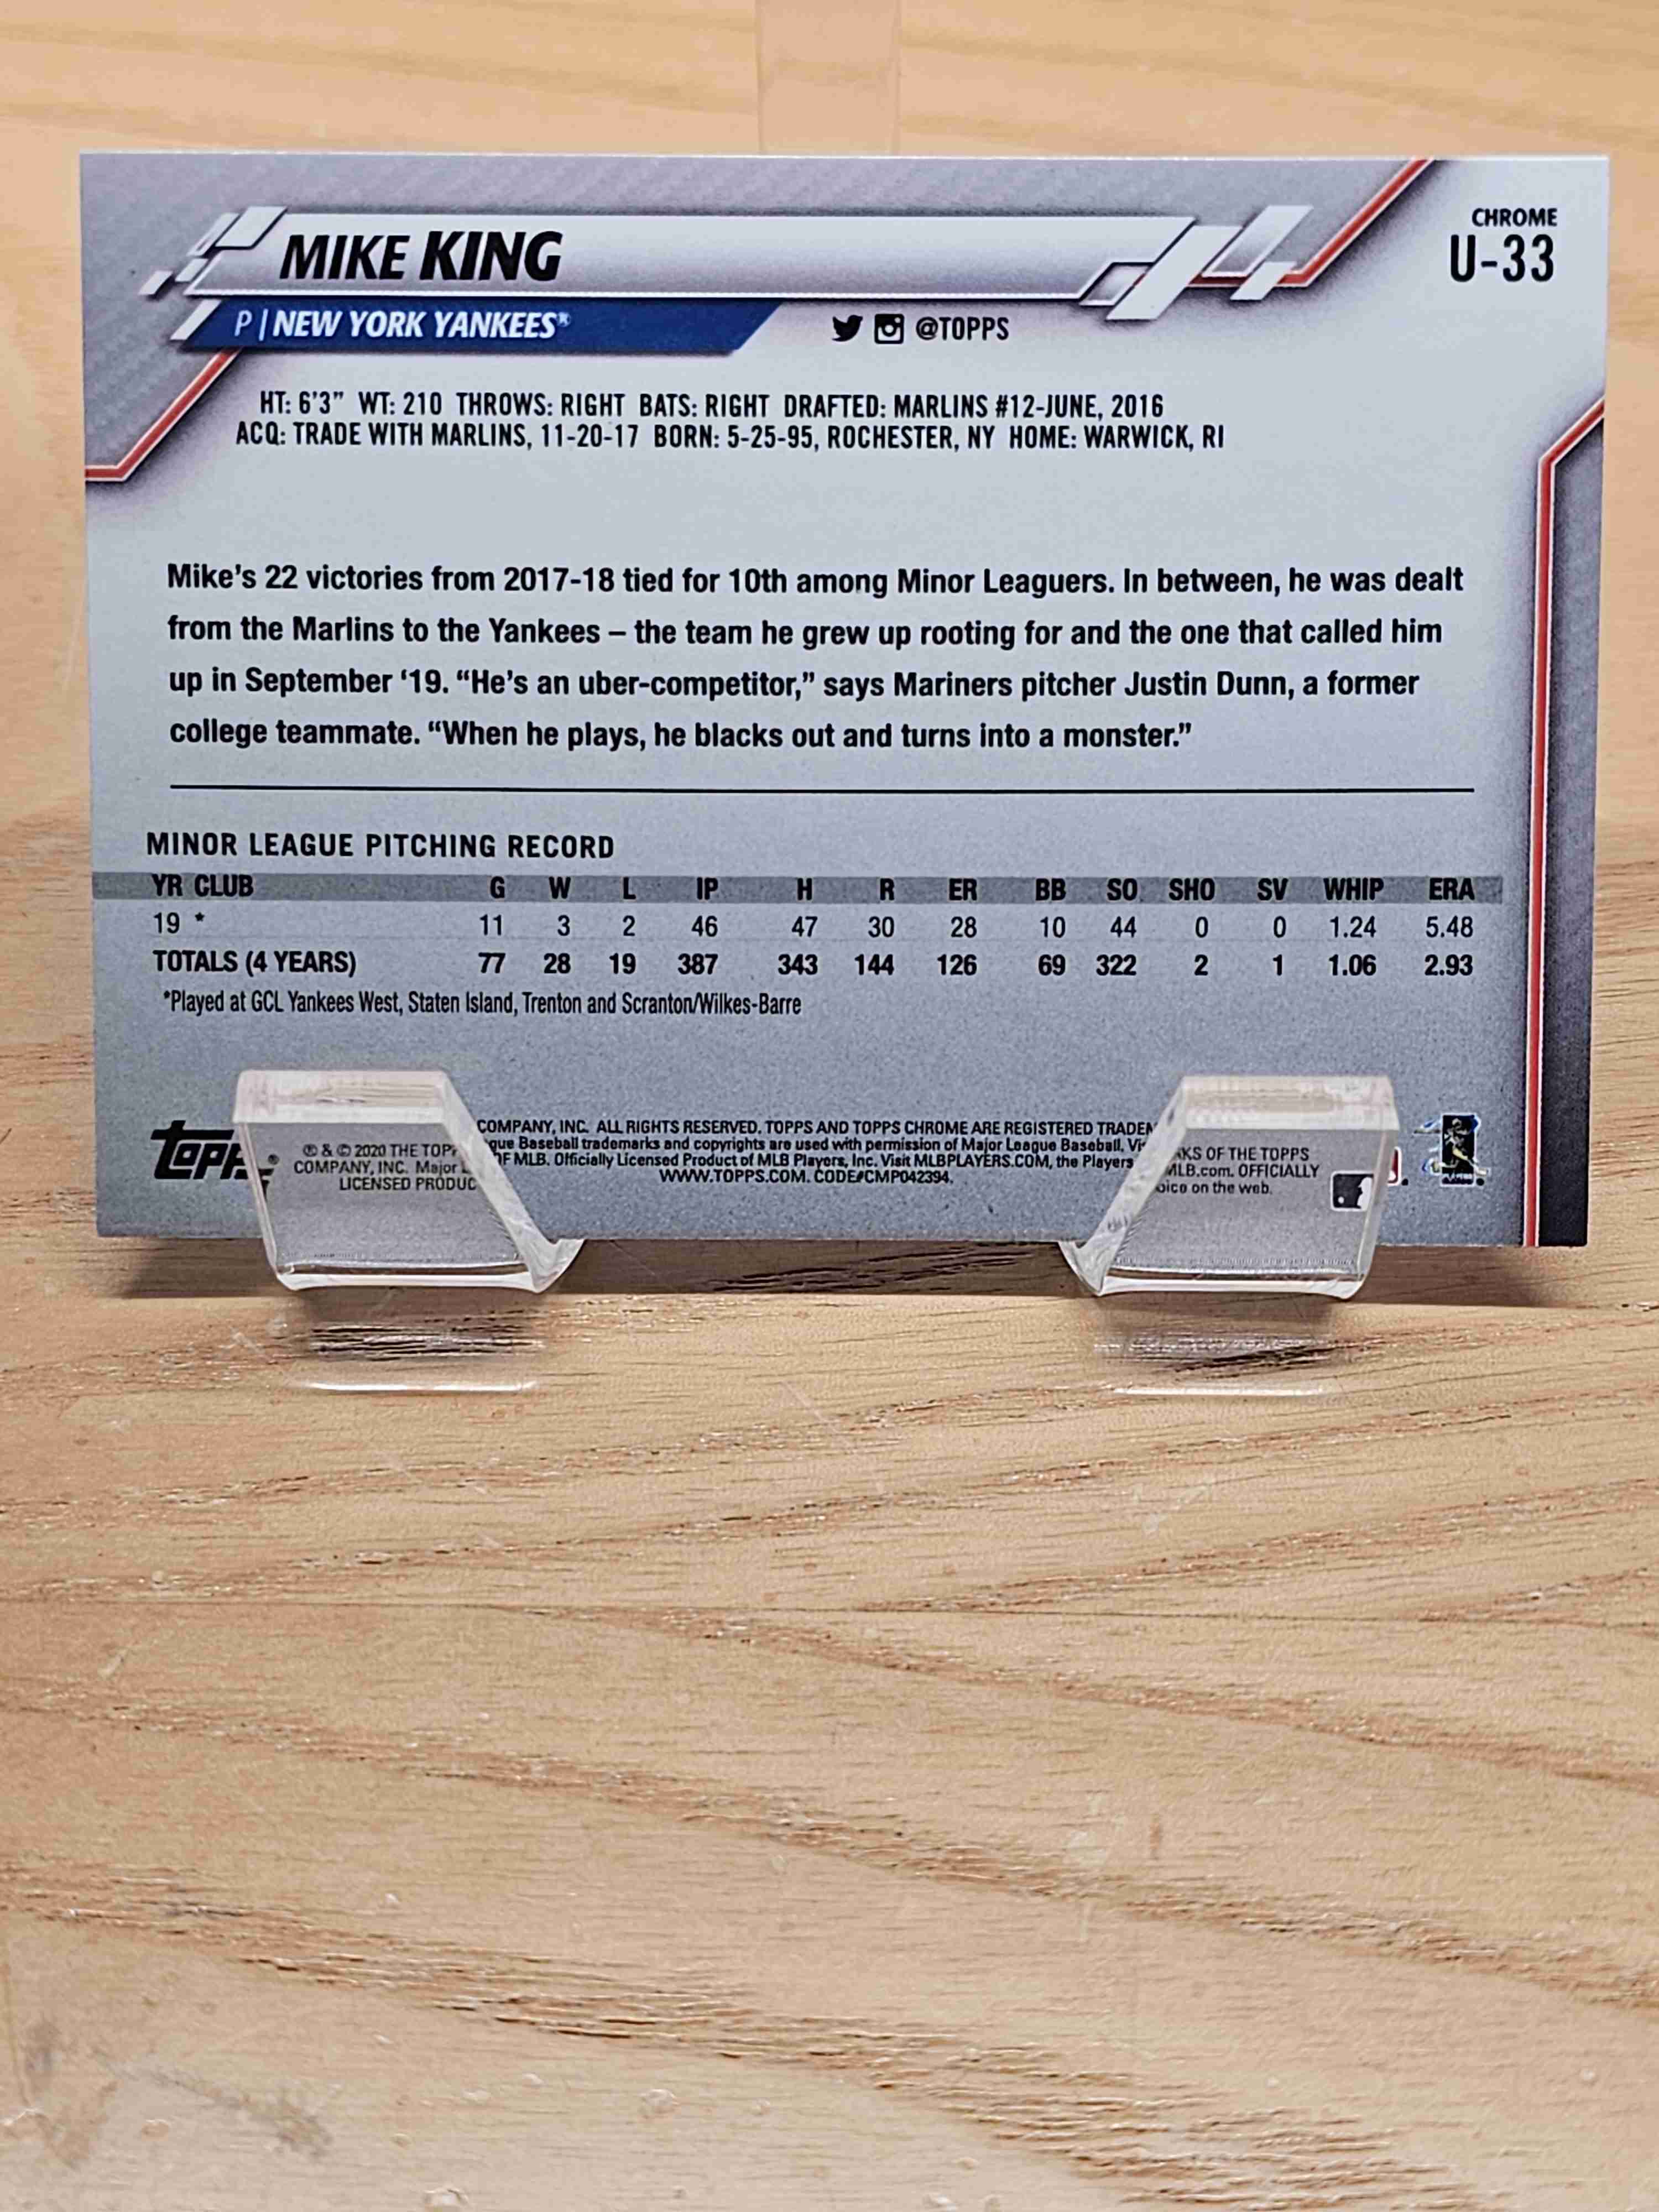 CHROME
U-33
MIKE KING
P | NEW YORK YANKEES®
@TOPPS
HT: 6'3" WT: 210 THROWS: RIGHT BATS: RIGHT DRAFTED: MARLINS #12-JUNE, 2016
ACQ: TRADE WITH MARLINS, 11-20-17 BORN: 5-25-95, ROCHESTER, NY HOME: WARWICK, RI
Mike's 22 victories from 2017-18 tied for 10th among Minor Leaguers. In between, he was dealt
from the Marlins to the Yankees – the team he grew up rooting for and the one that called him
up in September ‘19. “He's an uber-competitor,” says Mariners pitcher Justin Dunn, a former
college teammate. “When he plays, he blacks out and turns into a monster.”
MINOR LEAGUE PITCHING RECORD
YR CLUB G W L IP H R ER BB SO SHO SV WHIP ERA
19 * 11 3 2 46 47 30 28 10 44 0 0 1.24 5.48
TOTALS (4 YEARS) 77 28 19 387 343 144 126 69 322 2 1 1.06 2.93
*Played at GCL Yankees West, Staten Island, Trenton and Scranton/Wilkes-Barre
® & © 2020 THE COMPANY, INC. ALL RIGHTS RESERVED. TOPPS AND TOPPS CHROME ARE REGISTERED OF THE TOPPS
COMPANY, INC. Major Baseball trademarks and copyrights are used with permission of Major League Baseball, MLB.com. OFFICIALLY
LICENSED OF MLB. Officially Licensed Product of MLB Players, Inc. Visit MLBPLAYERS.COM, the Players on the web.
WWW.TOPPS.COM. CODE#CMP042394.